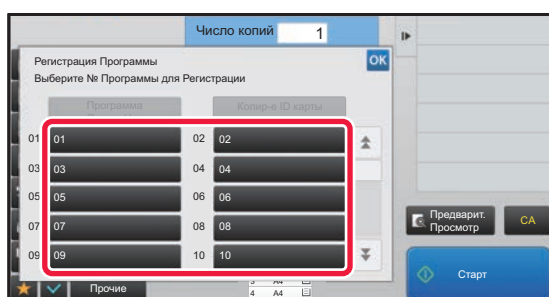 Число копий 1
Регистрация Программы
OK
Выберите № Программы для Регистрации
Программа
Копир-е ID карты
01 01 02 02
03 03 04 04
05 05 06 06
07 07 08 08
09 09 10 10
Предварит.
Просмотр
CA
Старт
Прочие
3 A4
4 A4